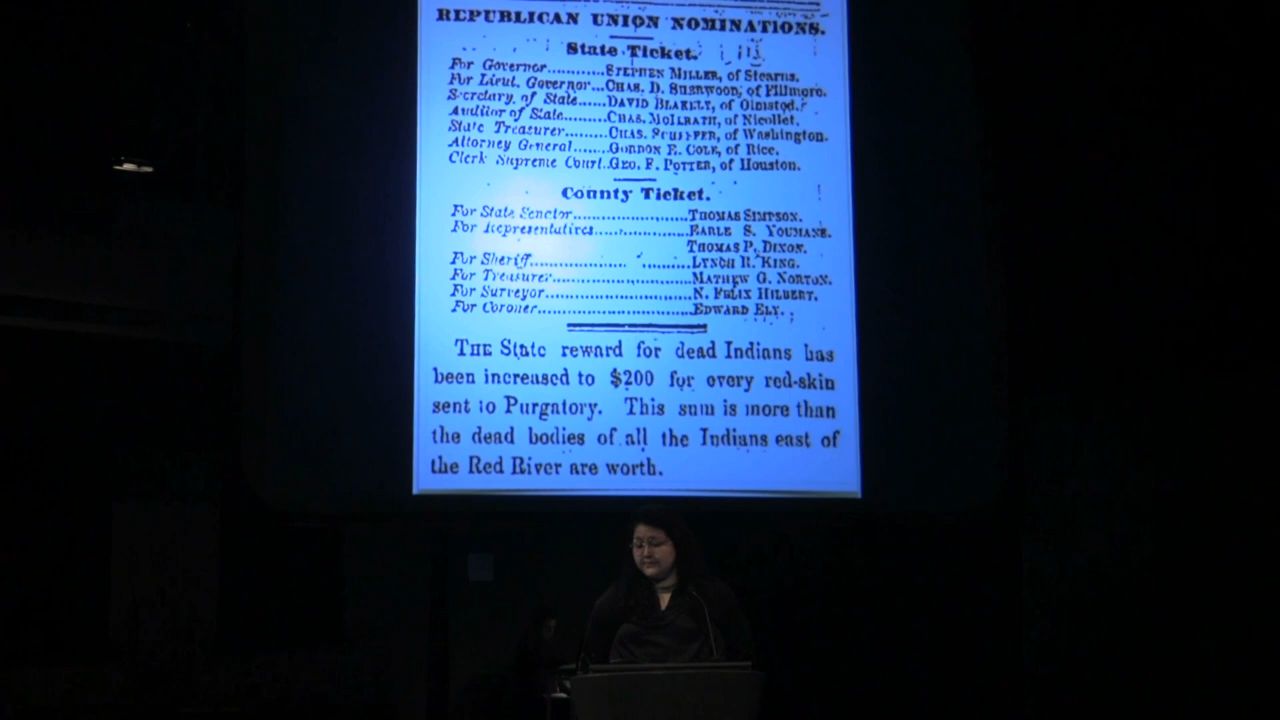 REPUBLICAN UNION NOMINATIONS.
State Ticket.
For Governor...........STEPHEN MILLER, of Stearns.
For Lieut. Governor...CHAS. D. SHERWOOD, of Fillmore.
Secretary of State......DAVID BLAKELY, of Olmsted.
Auditor of State.........CHAS. McILRATH, of Nicollet.
State Treasurer.........CHAS. SCHEFFER, of Washington.
Attorney General.......GORDON E. COLE, of Rice.
Clerk Supreme Court..GEO. F. POTTER, of Houston.
County Ticket.
For State Senator.......................THOMAS SIMPSON.
For Representatives...................EARLE S. YOUMANS.
THOMAS P. DIXON.
For Sheriff...............................LYNCH R. KING.
For Treasurer............................MATHEW G. NORTON.
For Surveyor.............................N. FELIX HILBERT.
For Coroner..............................EDWARD ELY.
THE State reward for dead Indians has
been increased to $200 for every red-skin
sent to Purgatory. This sum is more than
the dead bodies of all the Indians east of
the Red River are worth.